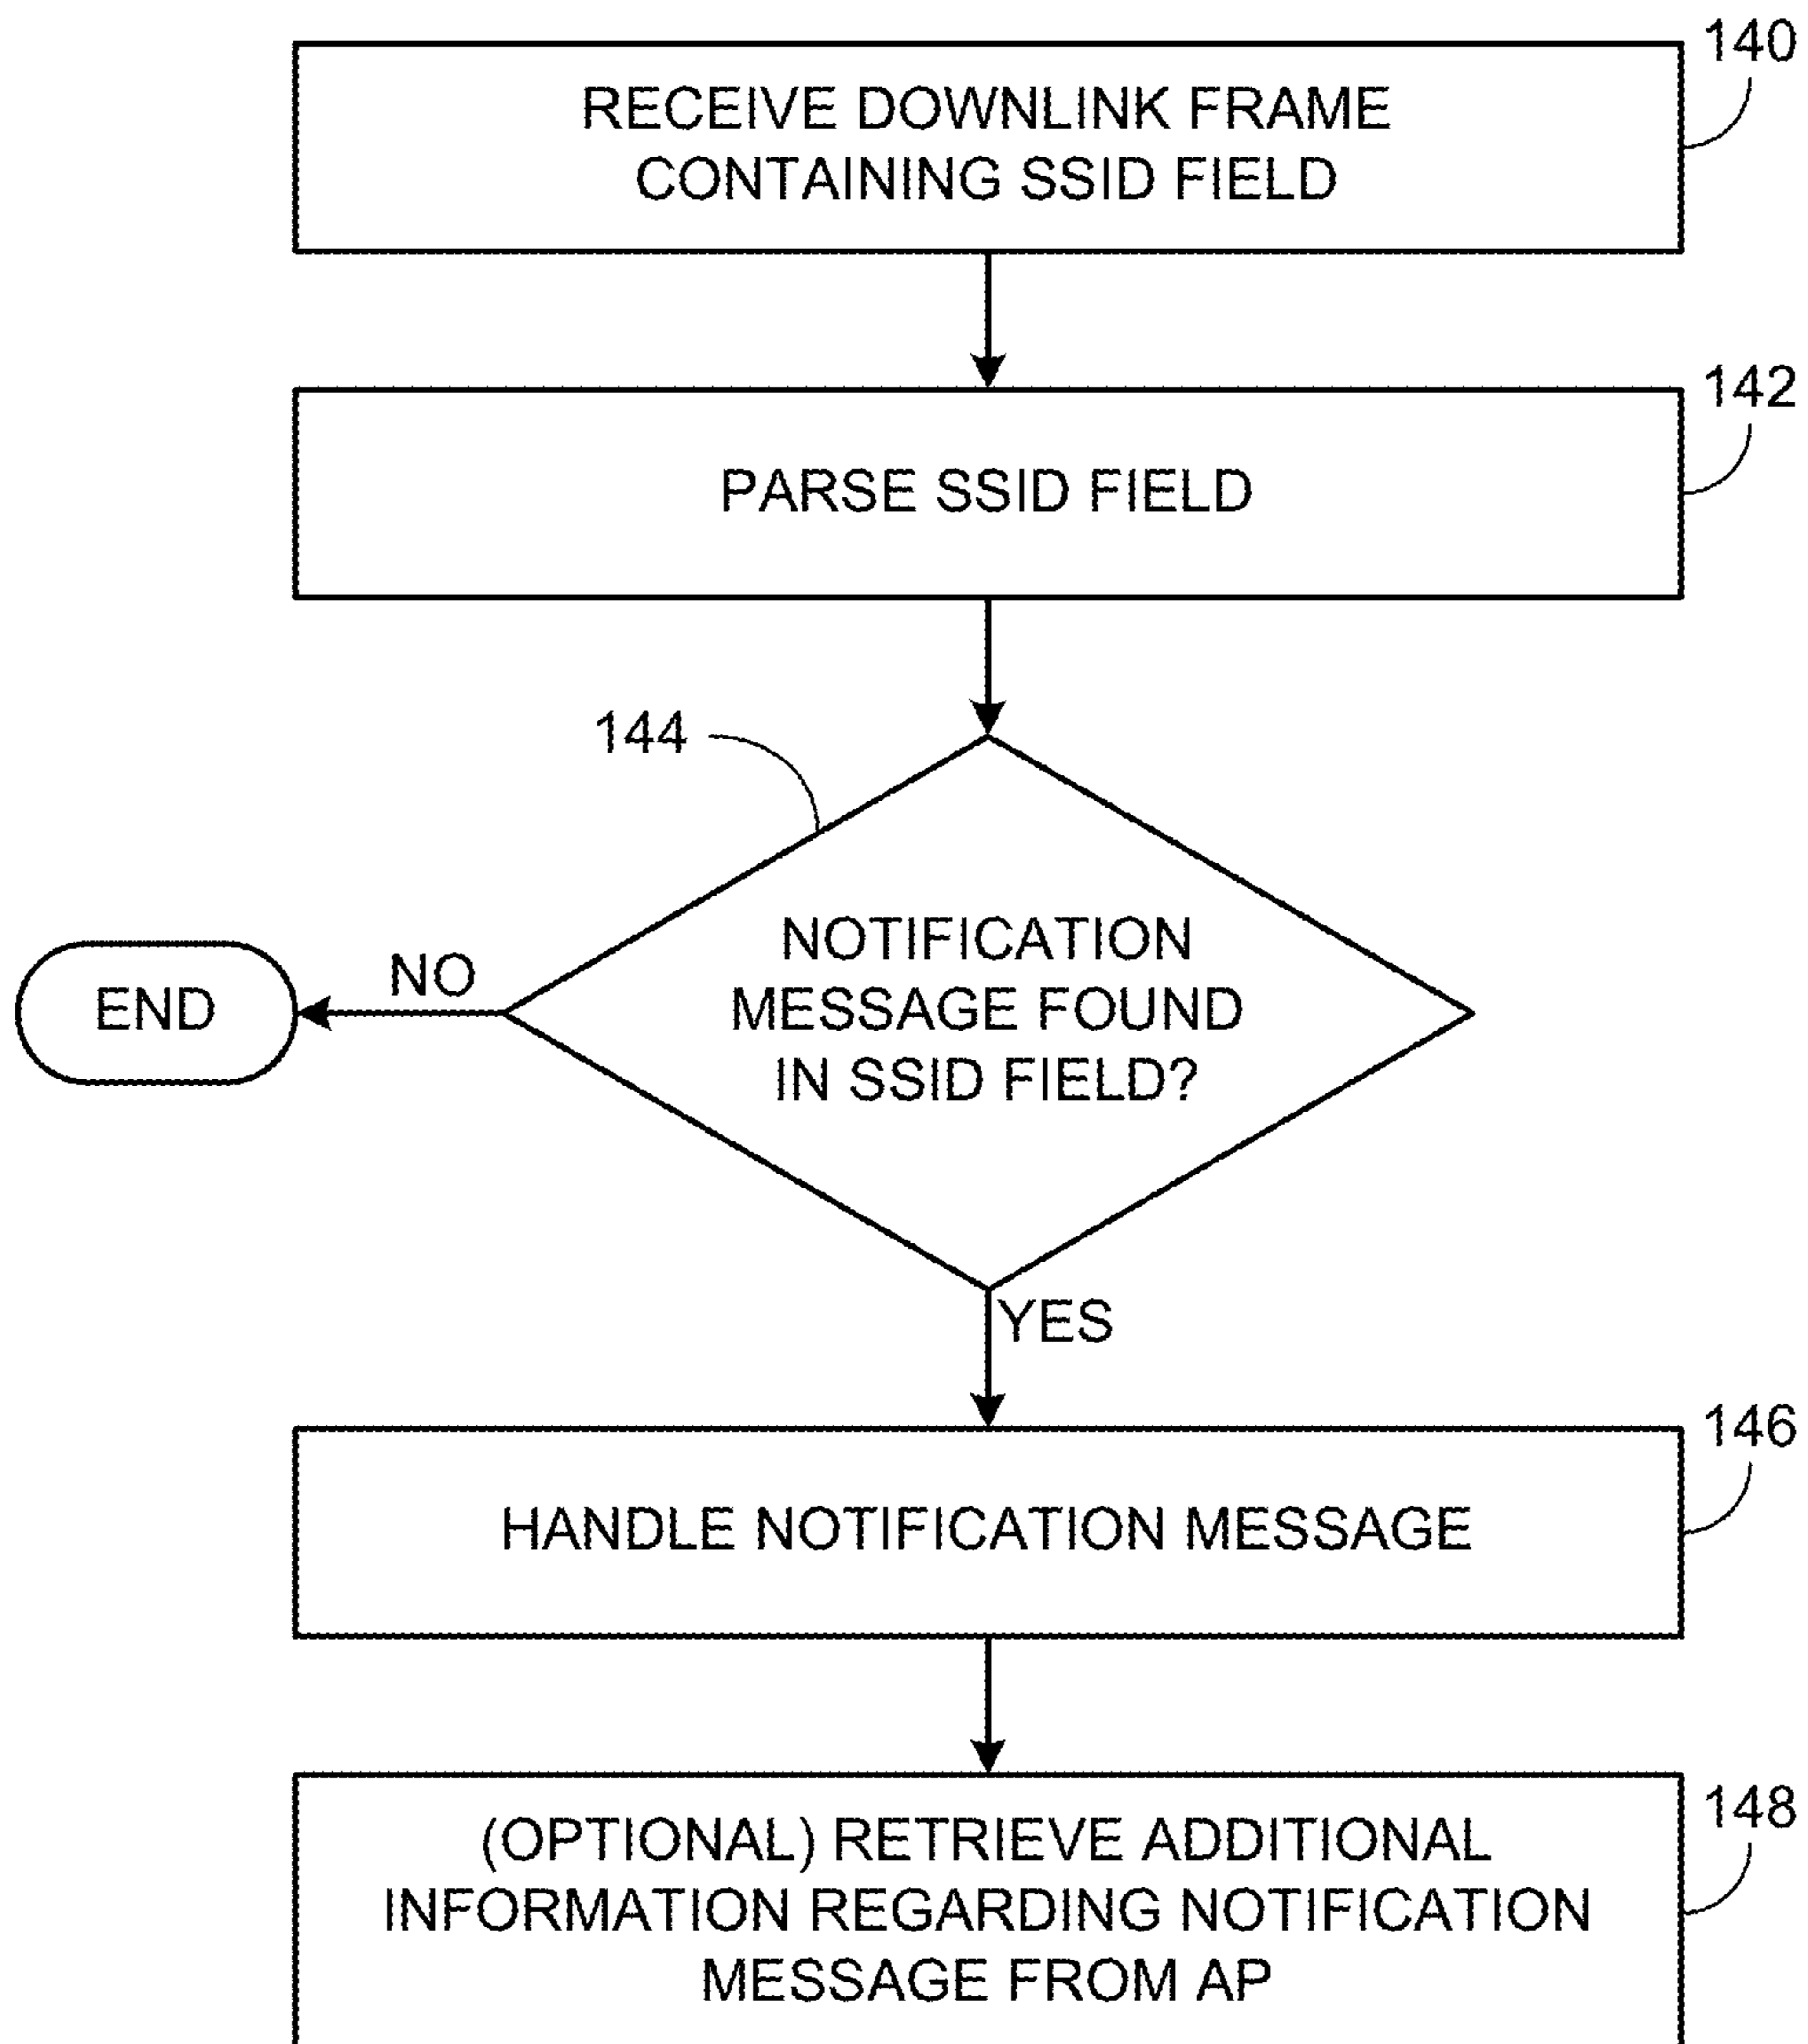 140
RECEIVE DOWNLINK FRAME
CONTAINING SSID FIELD
142
PARSE SSID FIELD
144
NOTIFICATION
MESSAGE FOUND
IN SSID FIELD?
NO
END
YES
146
HANDLE NOTIFICATION MESSAGE
148
(OPTIONAL) RETRIEVE ADDITIONAL
INFORMATION REGARDING NOTIFICATION
MESSAGE FROM AP